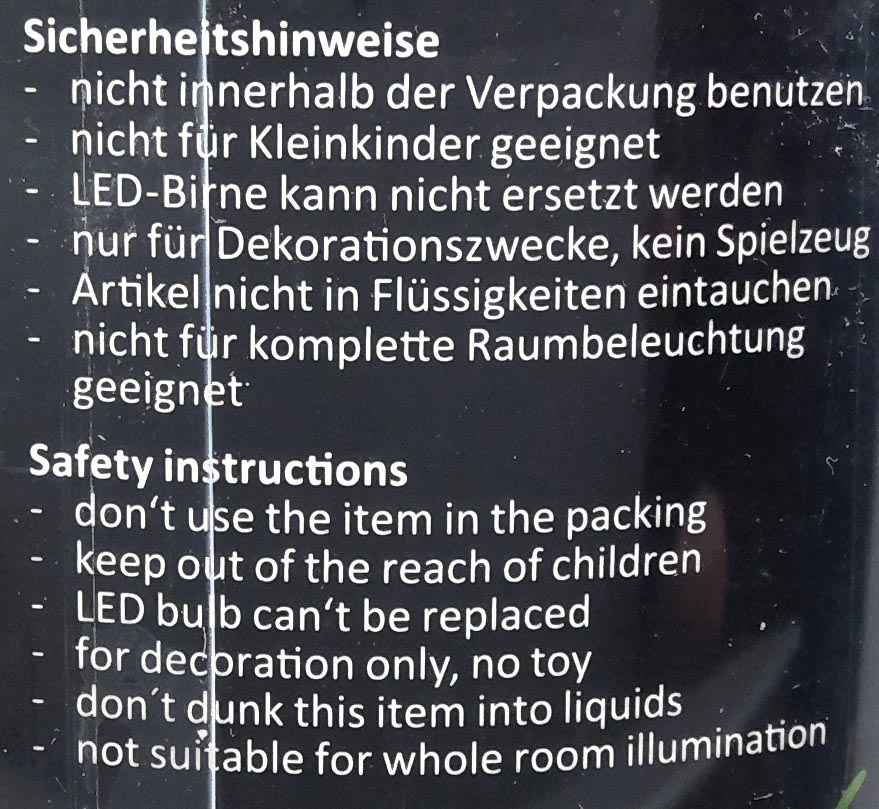 Sicherheitshinweise
- nicht innerhalb der Verpackung benutzen
- nicht für Kleinkinder geeignet
- LED-Birne kann nicht ersetzt werden
- nur für Dekorationszwecke, kein Spielzeug
- Artikel nicht in Flüssigkeiten eintauchen
- nicht für komplette Raumbeleuchtung
geeignet
Safety instructions
- don‘t use the item in the packing
- keep out of the reach of children
- LED bulb can‘t be replaced
- for decoration only, no toy
- don´t dunk this item into liquids
- not suitable for whole room illumination